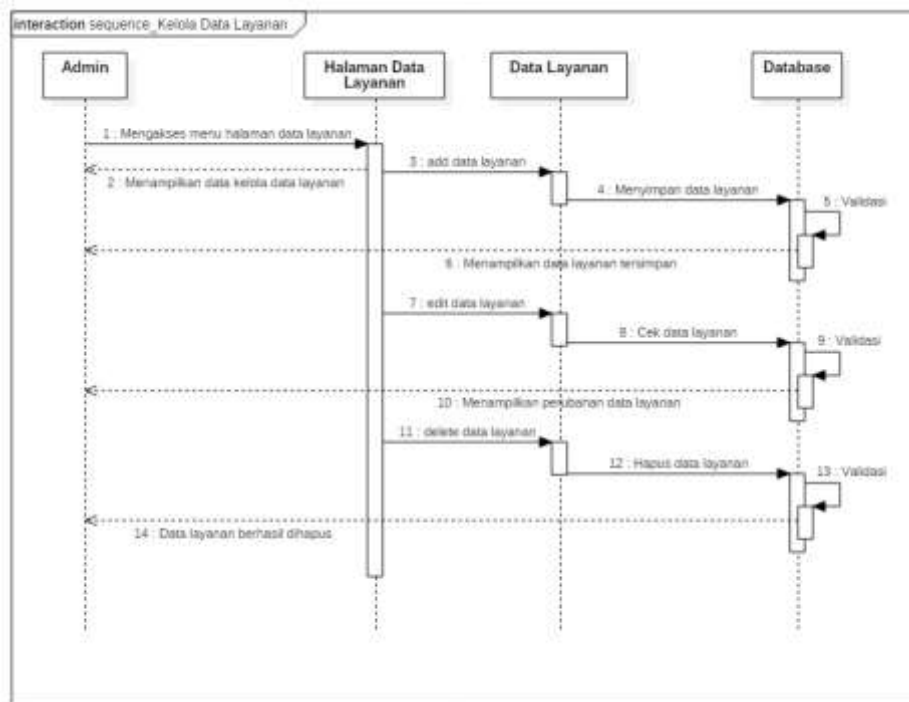 interaction sequence_Kelola Data Layanan
Admin
Halaman Data
Layanan
Data Layanan
Database
1 : Mengakses menu halaman data layanan
2 : Menampilkan data kelola data layanan
3 : add data layanan
4 : Menyimpan data layanan
5 : Validasi
6 : Menampilkan data layanan tersimpan
7 : edit data layanan
8 : Cek data layanan
9 : Validasi
10 : Menampilkan perubahan data layanan
11 : delete data layanan
12 : Hapus data layanan
13 : Validasi
14 : Data layanan berhasil dihapus